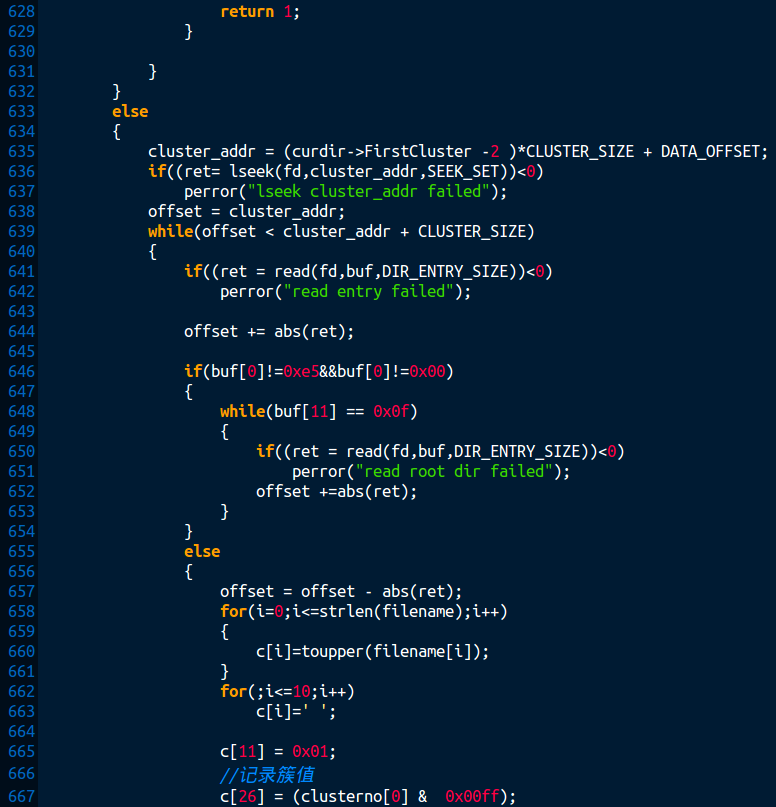 628 return 1;
629 }
630
631 }
632 }
633 else
634 {
635 cluster_addr = (curdir->FirstCluster -2 )*CLUSTER_SIZE + DATA_OFFSET;
636 if((ret= lseek(fd,cluster_addr,SEEK_SET))<0)
637 perror("lseek cluster_addr failed");
638 offset = cluster_addr;
639 while(offset < cluster_addr + CLUSTER_SIZE)
640 {
641 if((ret = read(fd,buf,DIR_ENTRY_SIZE))<0)
642 perror("read entry failed");
643
644 offset += abs(ret);
645
646 if(buf[0]!=0xe5&&buf[0]!=0x00)
647 {
648 while(buf[11] == 0x0f)
649 {
650 if((ret = read(fd,buf,DIR_ENTRY_SIZE))<0)
651 perror("read root dir failed");
652 offset +=abs(ret);
653 }
654 }
655 else
656 {
657 offset = offset - abs(ret);
658 for(i=0;i<=strlen(filename);i++)
659 {
660 c[i]=toupper(filename[i]);
661 }
662 for(;i<=10;i++)
663 c[i]=' ';
664
665 c[11] = 0x01;
666 //记录簇值
667 c[26] = (clusterno[0] &  0x00ff);